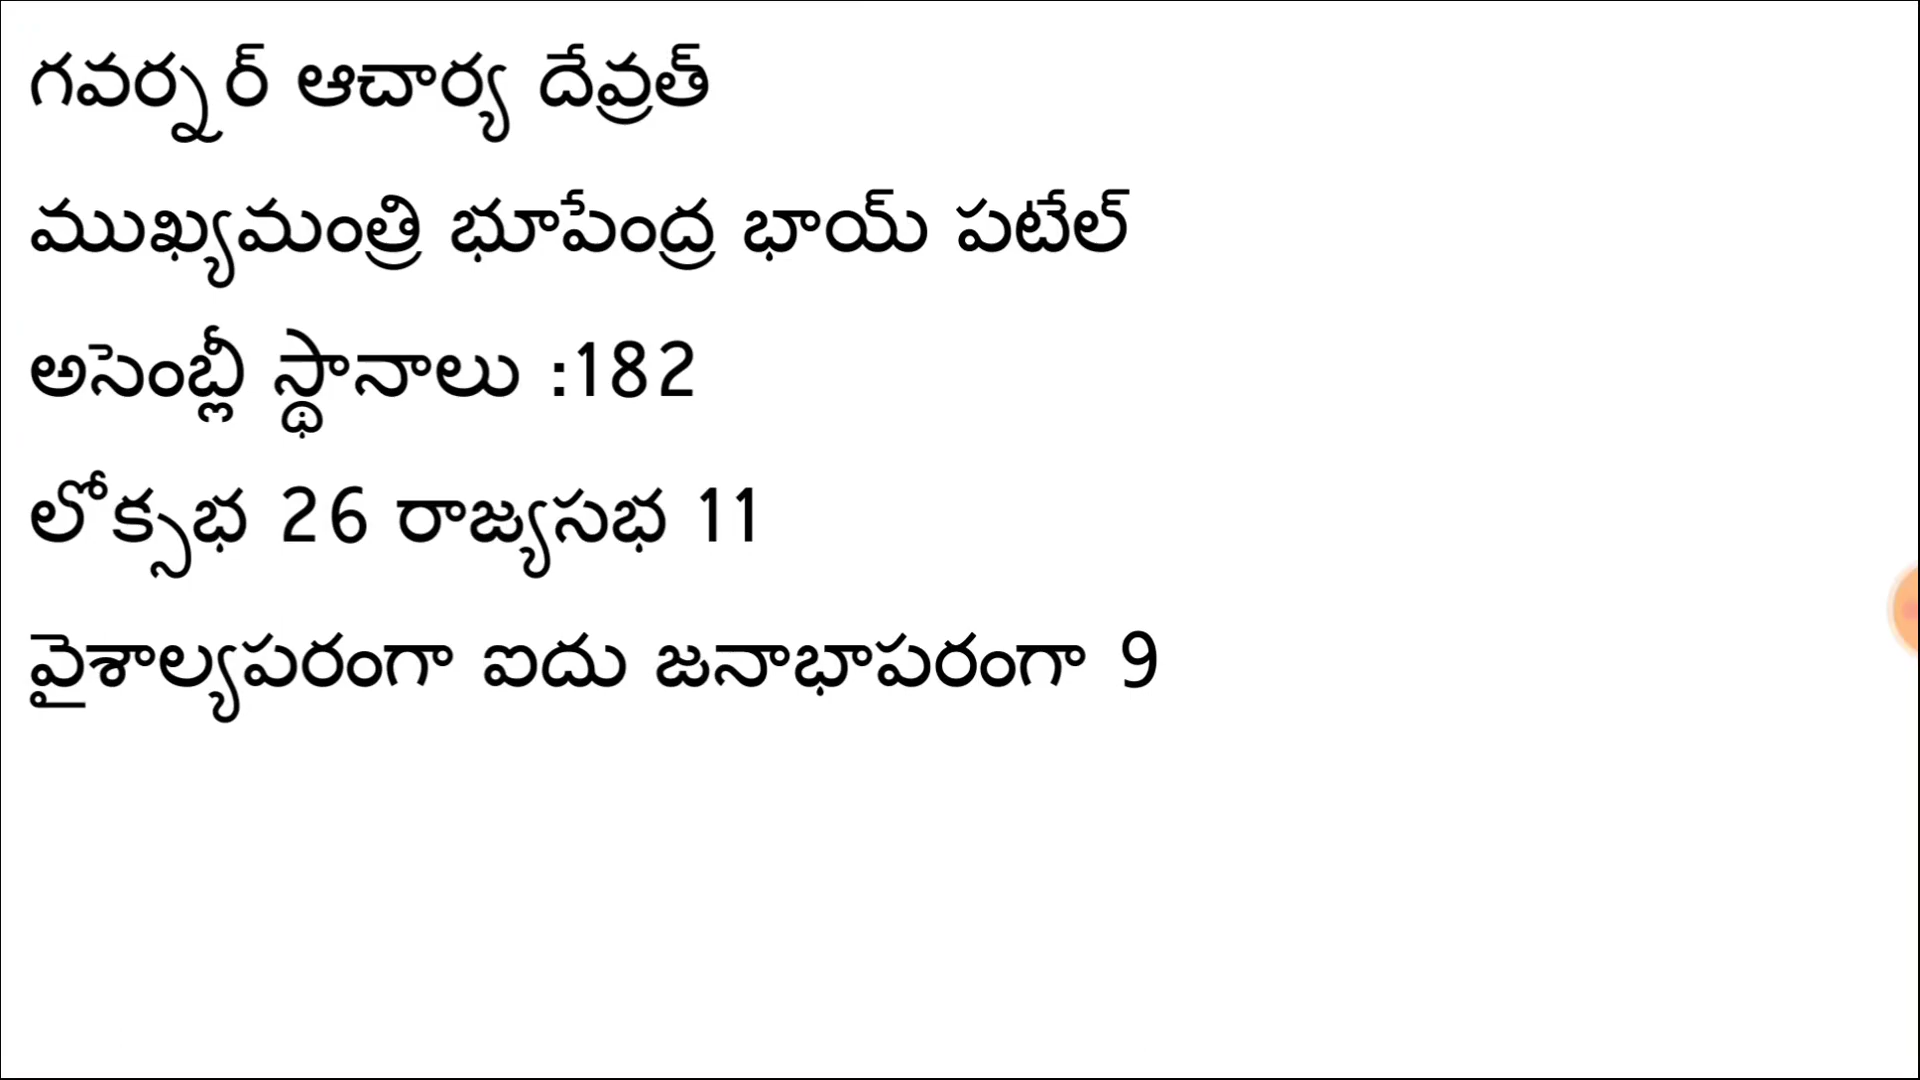 గవర్నర్ ఆచార్య దేవ్రత్
ముఖ్యమంత్రి భూపేంద్ర భాయ్ పటేల్
అసెంబ్లీ స్థానాలు :182
లోక్సభ 26 రాజ్యసభ 11
వైశాల్యపరంగా ఐదు జనాభాపరంగా 9